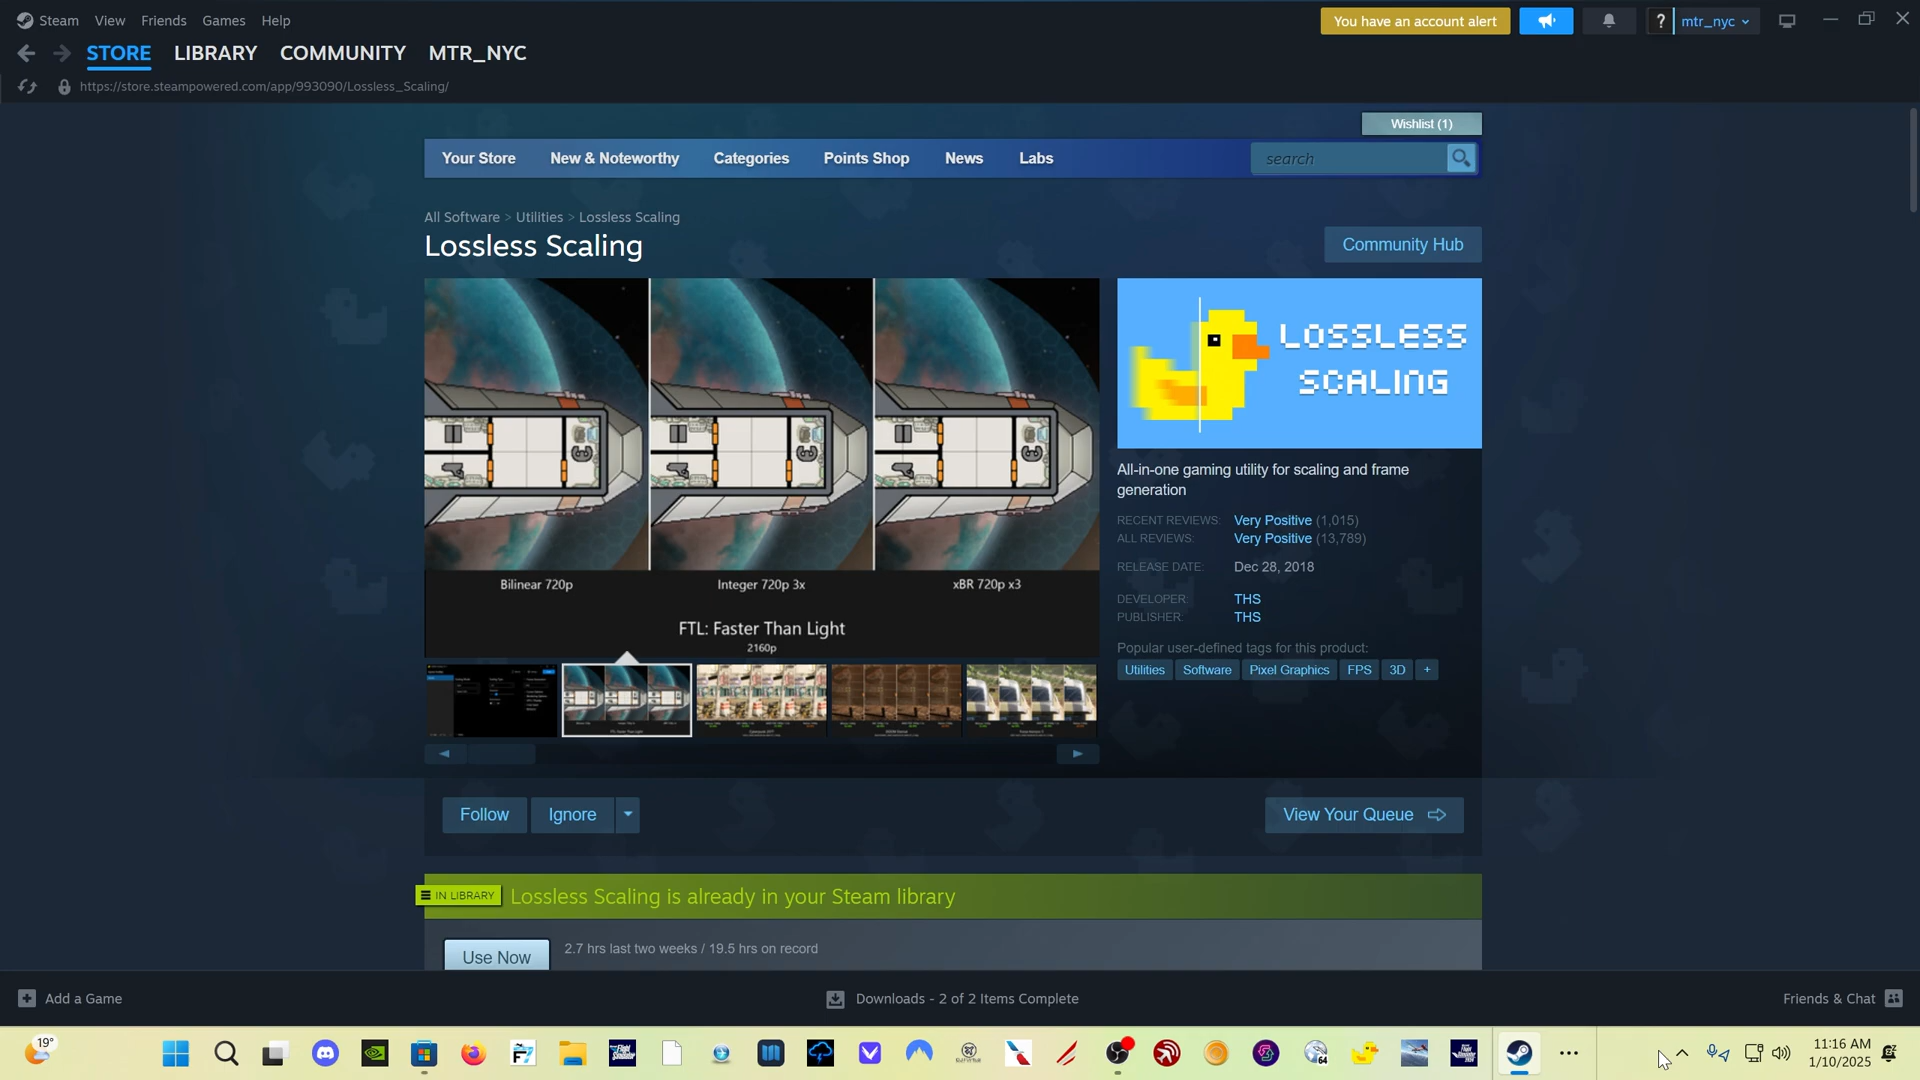 Steam View Friends Games Help
You have an account alert
?
mtr_nyc
STORE LIBRARY COMMUNITY MTR_NYC
https://store.steampowered.com/app/993090/Lossless_Scaling/
Wishlist (1)
Your Store New & Noteworthy Categories Points Shop News Labs
search
All Software > Utilities > Lossless Scaling
Lossless Scaling
Community Hub
Bilinear 720p
Integer 720p 3x
xBR 720p x3
FTL: Faster Than Light
2160p
LOSSLESS
SCALING
All-in-one gaming utility for scaling and frame
generation
RECENT REVIEWS: Very Positive (1,015)
ALL REVIEWS: Very Positive (13,789)
RELEASE DATE: Dec 28, 2018
DEVELOPER: THS
PUBLISHER: THS
Popular user-defined tags for this product:
Utilities Software Pixel Graphics FPS 3D +
Follow Ignore
View Your Queue
IN LIBRARY
Lossless Scaling is already in your Steam library
Use Now
2.7 hrs last two weeks / 19.5 hrs on record
Add a Game
Downloads - 2 of 2 Items Complete
Friends & Chat
19°
64
11:16 AM
1/10/2025